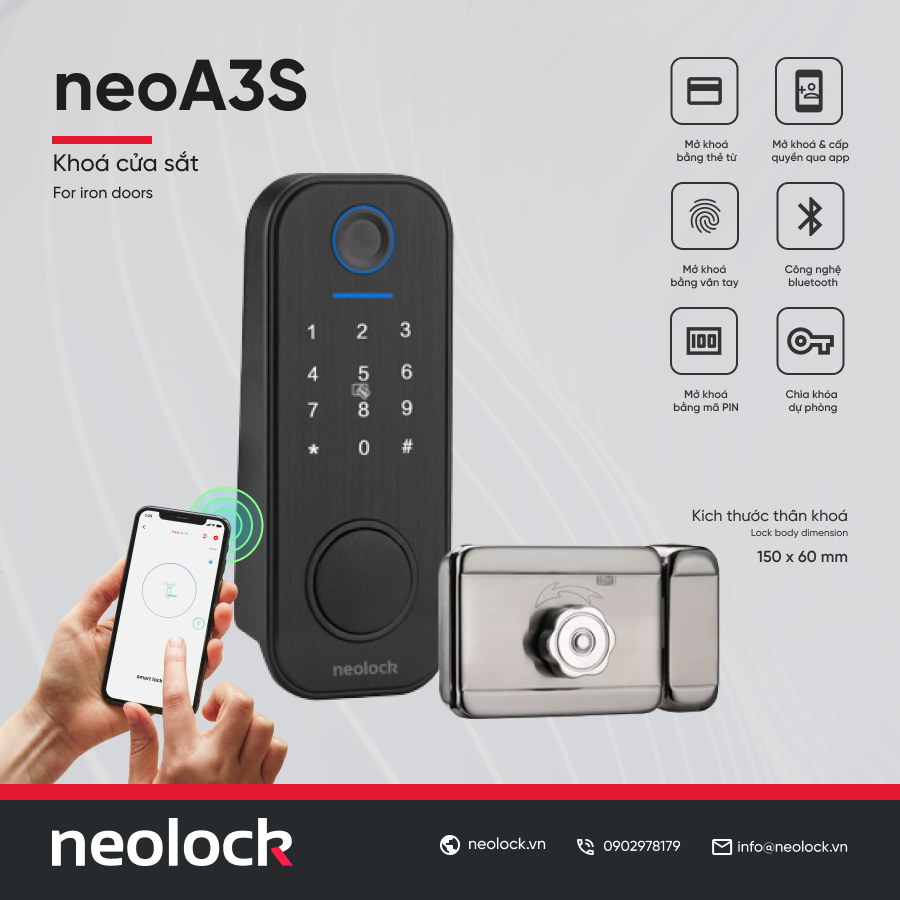 neoA3S
Khoá cửa sắt
For iron doors
Mở khoá
bằng thẻ từ
Mở khoá & cấp
quyền qua app
Mở khoá
bằng vân tay
Công nghệ
bluetooth
100
Mở khoá
bằng mã PIN
Chìa khóa
dự phòng
1 2 3
4 5 6
7 8 9
* 0 #
neolock
smart lock
Kích thước thân khoá
Lock body dimension
150 x 60 mm
neolock
neolock.vn
0902978179
info@neolock.vn